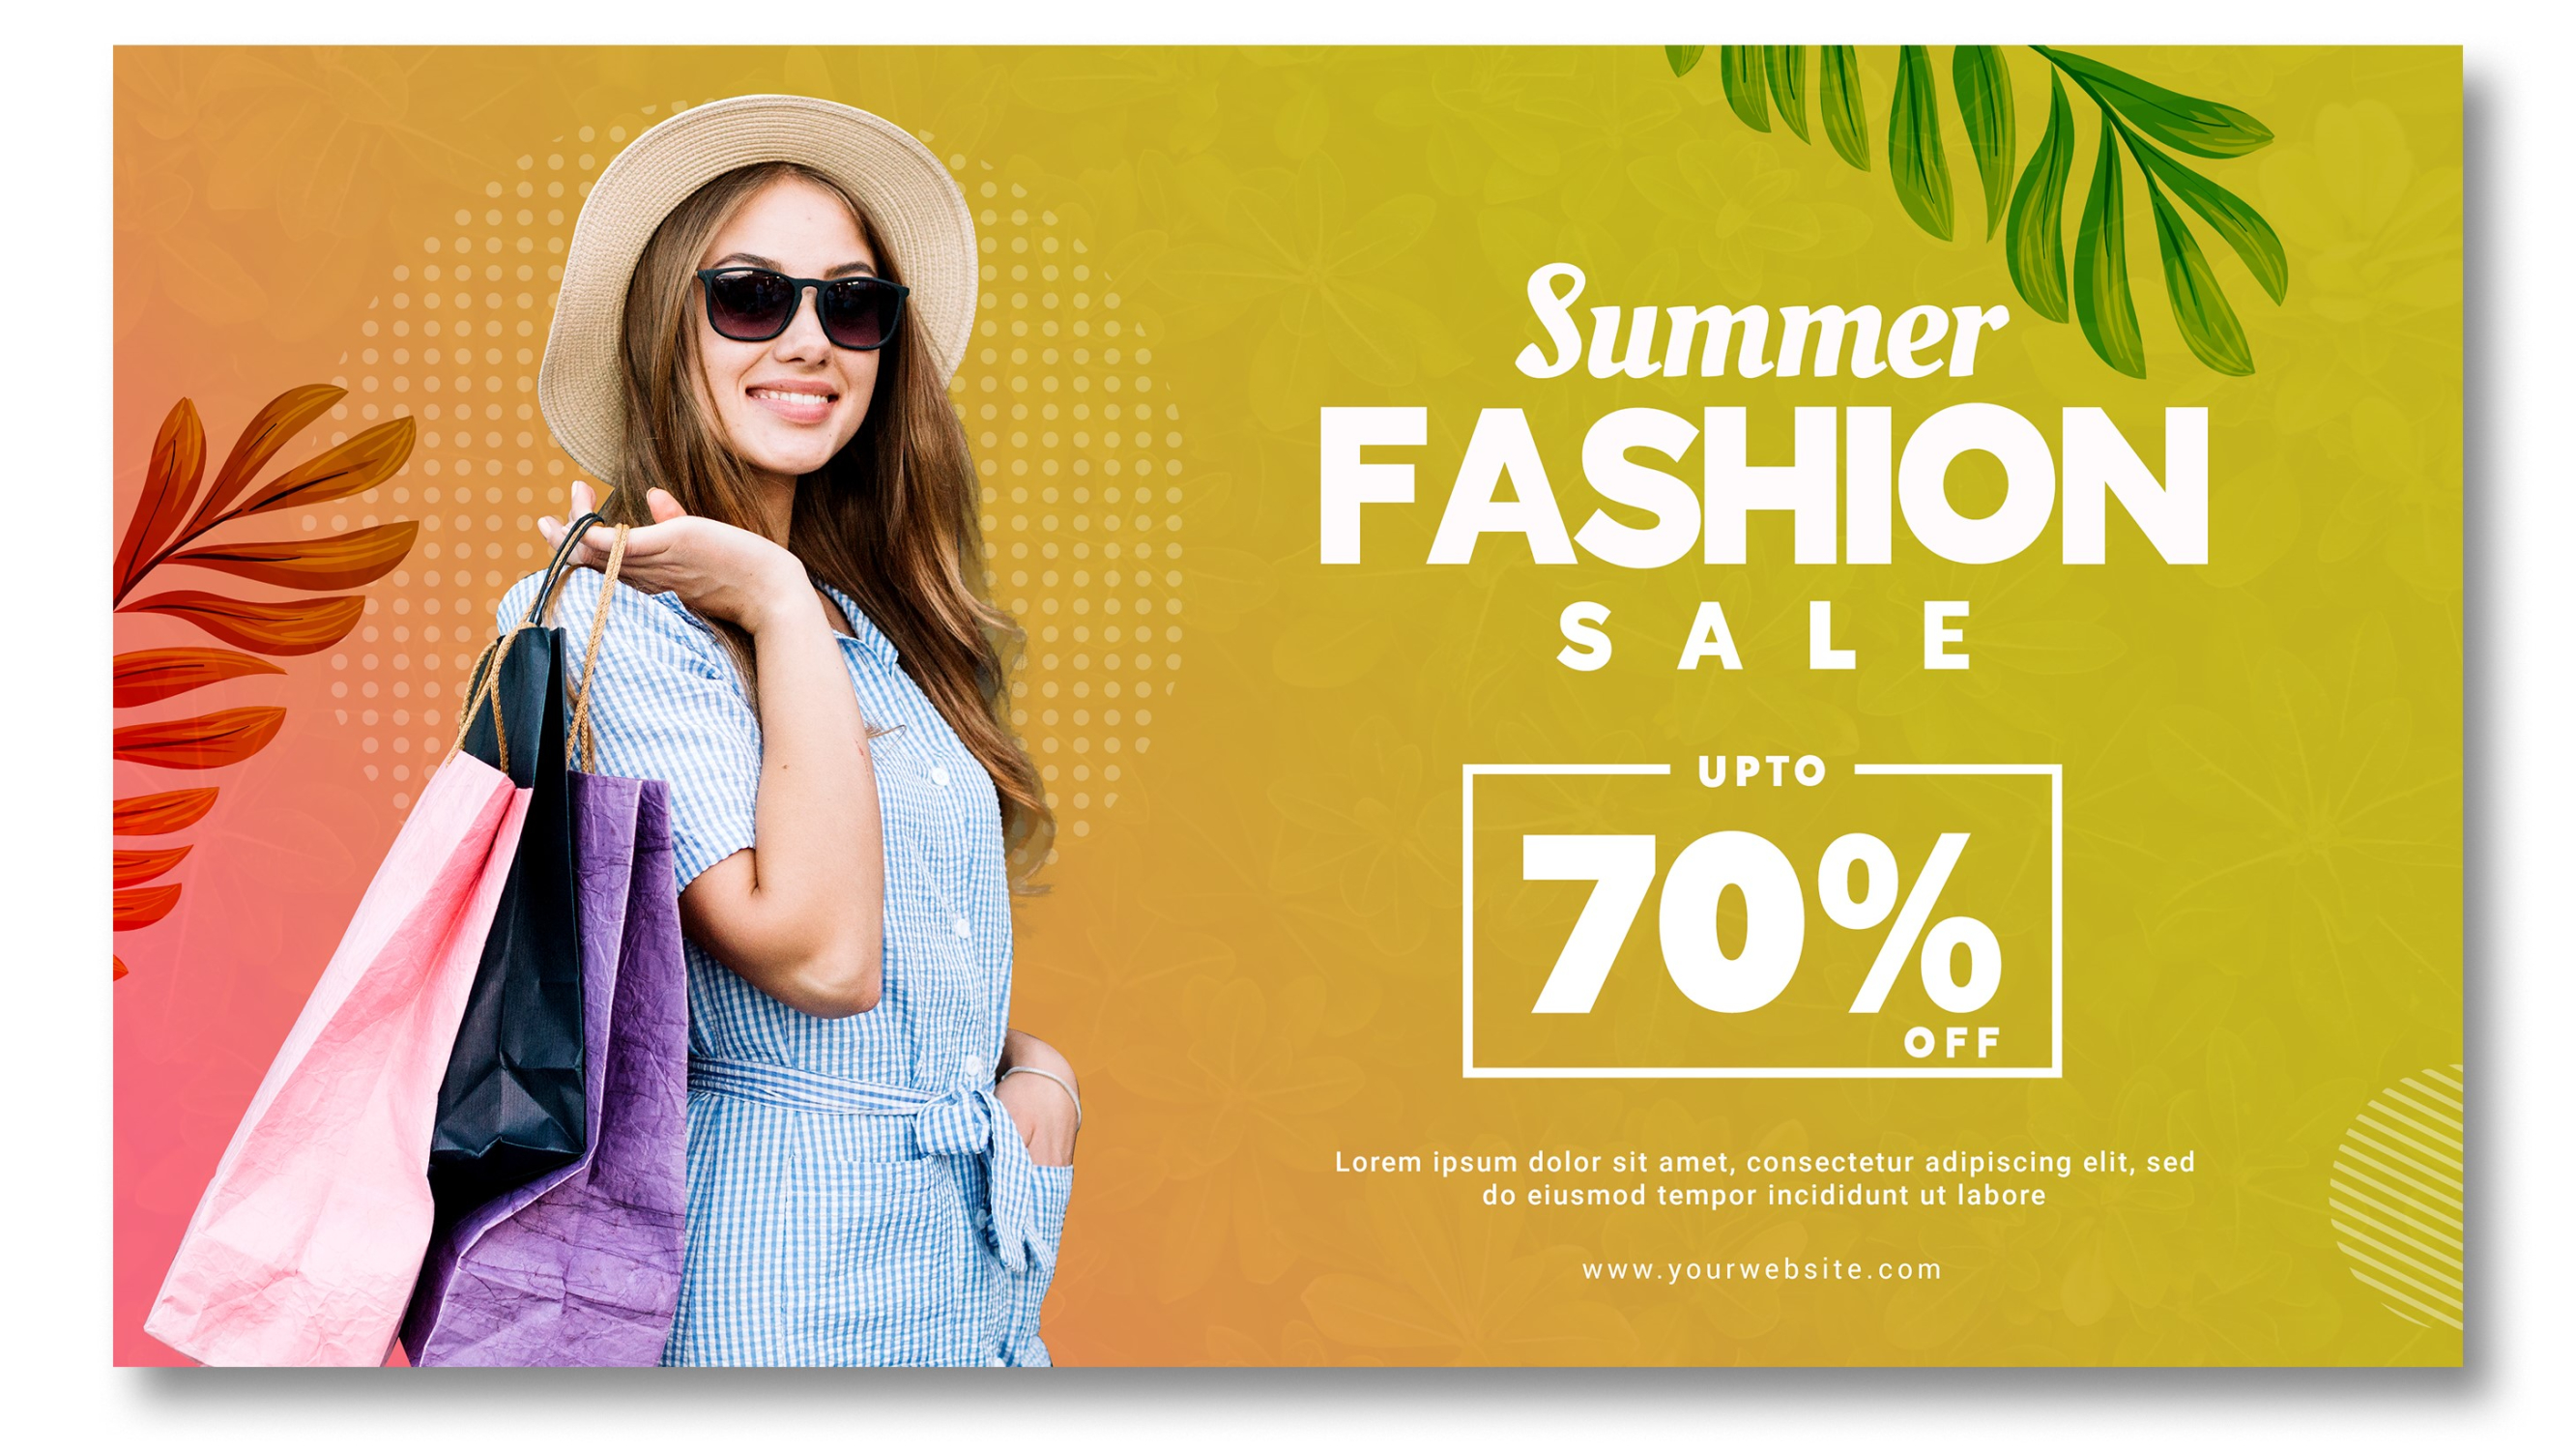 Summer
FASHION
SALE
UPTO
70%
OFF
Lorem ipsum dolor sit amet, consectetur adipiscing elit, sed
do eiusmod tempor incididunt ut labore
www.yourwebsite.com